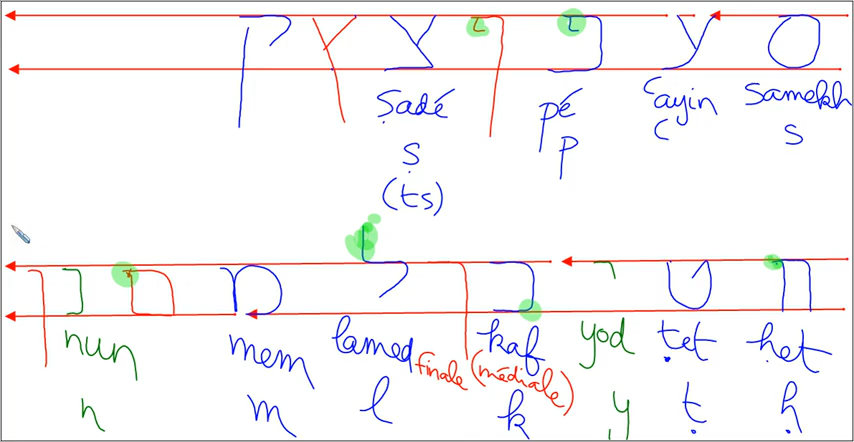 ס ע פ ף צ ץ ק
Ṣadé pé ʿayin Samekh
ṣ p ʿ S
(ts)
ח ט י כ ך ל מ ם נ ן
nun mem lamed kaf yod ṭet ḥet
finale (médiale)
n m l k y ṭ ḥ